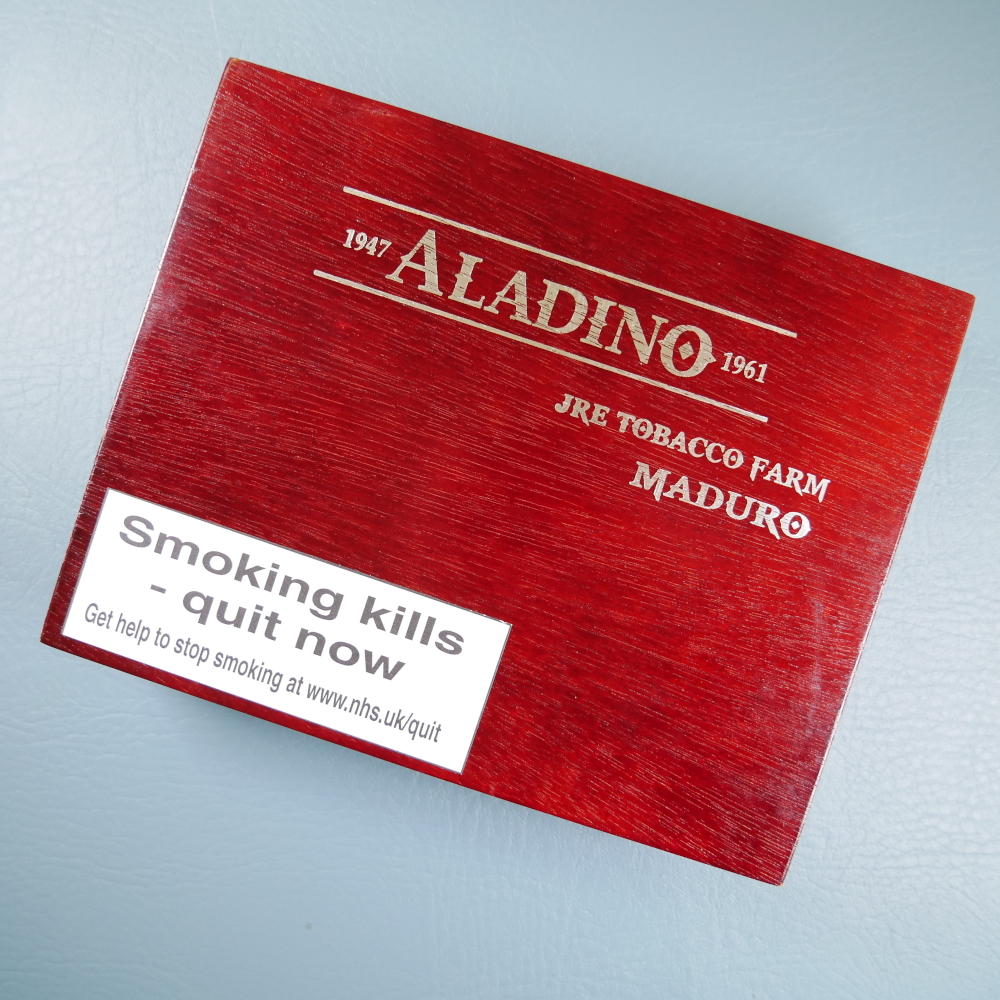 1947 ALADINO 1961
JRE TOBACCO FARM
MADURO
Smoking kills
- quit now
Get help to stop smoking at www.nhs.uk/quit